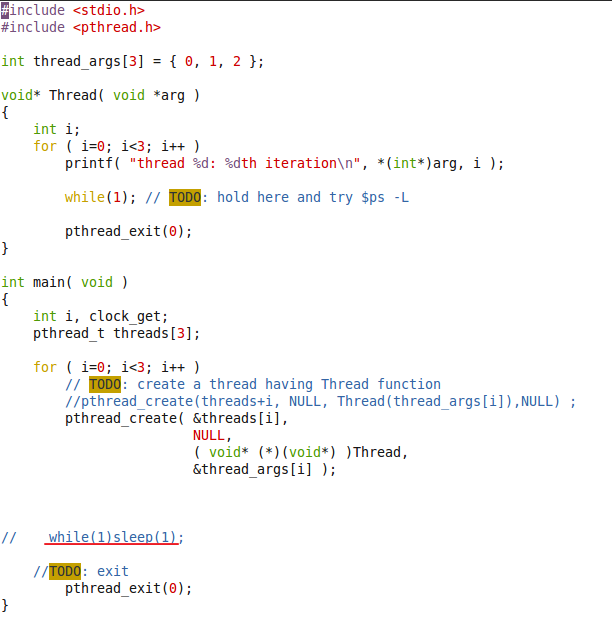 #include <stdio.h>
#include <pthread.h>

int thread_args[3] = { 0, 1, 2 };

void* Thread( void *arg )
{
    int i;
    for ( i=0; i<3; i++ )
        printf( "thread %d: %dth iteration\n", *(int*)arg, i );

        while(1); // TODO: hold here and try $ps -L

        pthread_exit(0);
}

int main( void )
{
    int i, clock_get;
    pthread_t threads[3];

    for ( i=0; i<3; i++ )
        // TODO: create a thread having Thread function
        //pthread_create(threads+i, NULL, Thread(thread_args[i]),NULL) ;
        pthread_create( &threads[i],
                        NULL,
                        ( void* (*)(void*) )Thread,
                        &thread_args[i] );

//    while(1)sleep(1);

    //TODO: exit
        pthread_exit(0);
}